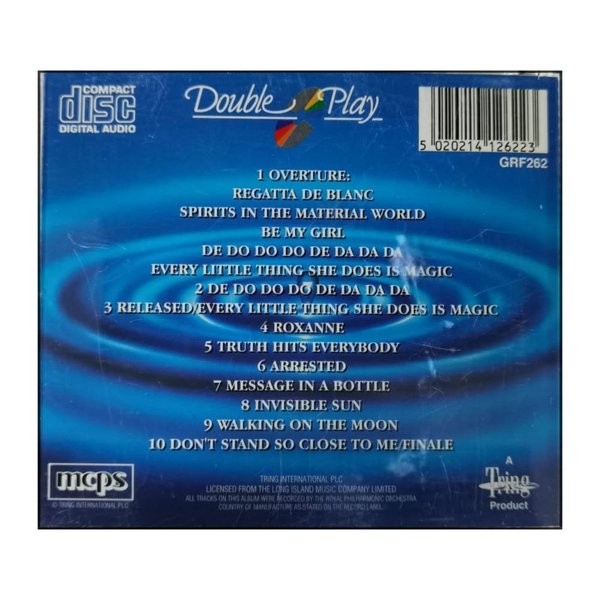 COMPACT
disc
DIGITAL AUDIO
Double Play
5 020214 126223
GRF262
1 OVERTURE:
REGATTA DE BLANC
SPIRITS IN THE MATERIAL WORLD
BE MY GIRL
DE DO DO DO DE DA DA DA
EVERY LITTLE THING SHE DOES IS MAGIC
2 DE DO DO DO DE DA DA DA
3 RELEASED/EVERY LITTLE THING SHE DOES IS MAGIC
4 ROXANNE
5 TRUTH HITS EVERYBODY
6 ARRESTED
7 MESSAGE IN A BOTTLE
8 INVISIBLE SUN
9 WALKING ON THE MOON
10 DON'T STAND SO CLOSE TO ME/FINALE
mcps
© TRING INTERNATIONAL PLC
TRING INTERNATIONAL PLC
LICENSED FROM THE LONG ISLAND MUSIC COMPANY LIMITED
ALL TRACKS ON THIS ALBUM WERE RECORDED BY THE ROYAL PHILHARMONIC ORCHESTRA
COUNTRY OF MANUFACTURE AS STATED ON THE RECORD LABEL.
A
Tring
Product